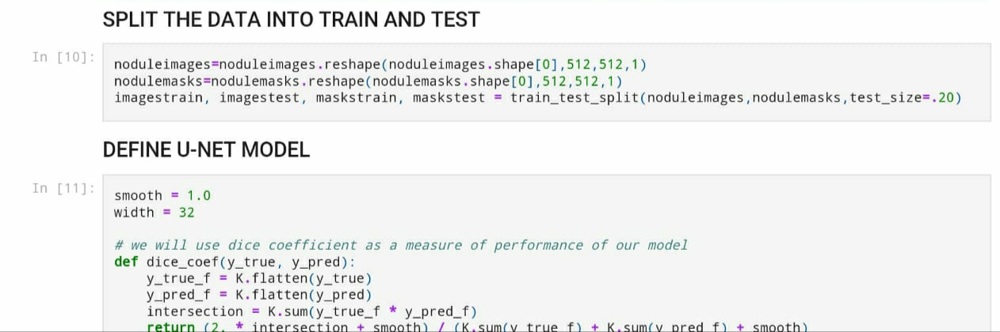 SPLIT THE DATA INTO TRAIN AND TEST
In [10]:
noduleimages=noduleimages.reshape(noduleimages.shape[0],512,512,1)
nodulemasks=nodulemasks.reshape(nodulemasks.shape[0],512,512,1)
imagestrain, imagestest, maskstrain, maskstest = train_test_split(noduleimages,nodulemasks,test_size=.20)
DEFINE U-NET MODEL
In [11]:
smooth = 1.0
width = 32
# we will use dice coefficient as a measure of performance of our model
def dice_coef(y_true, y_pred):
    y_true_f = K.flatten(y_true)
    y_pred_f = K.flatten(y_pred)
    intersection = K.sum(y_true_f * y_pred_f)
    return (2. * intersection + smooth) / (K.sum(y_true_f) + K.sum(y_pred_f) + smooth)